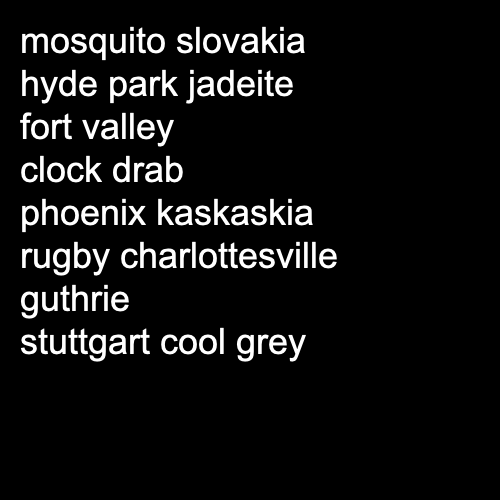 mosquito slovakia
hyde park jadeite
fort valley
clock drab
phoenix kaskaskia
rugby charlottesville
guthrie
stuttgart cool grey